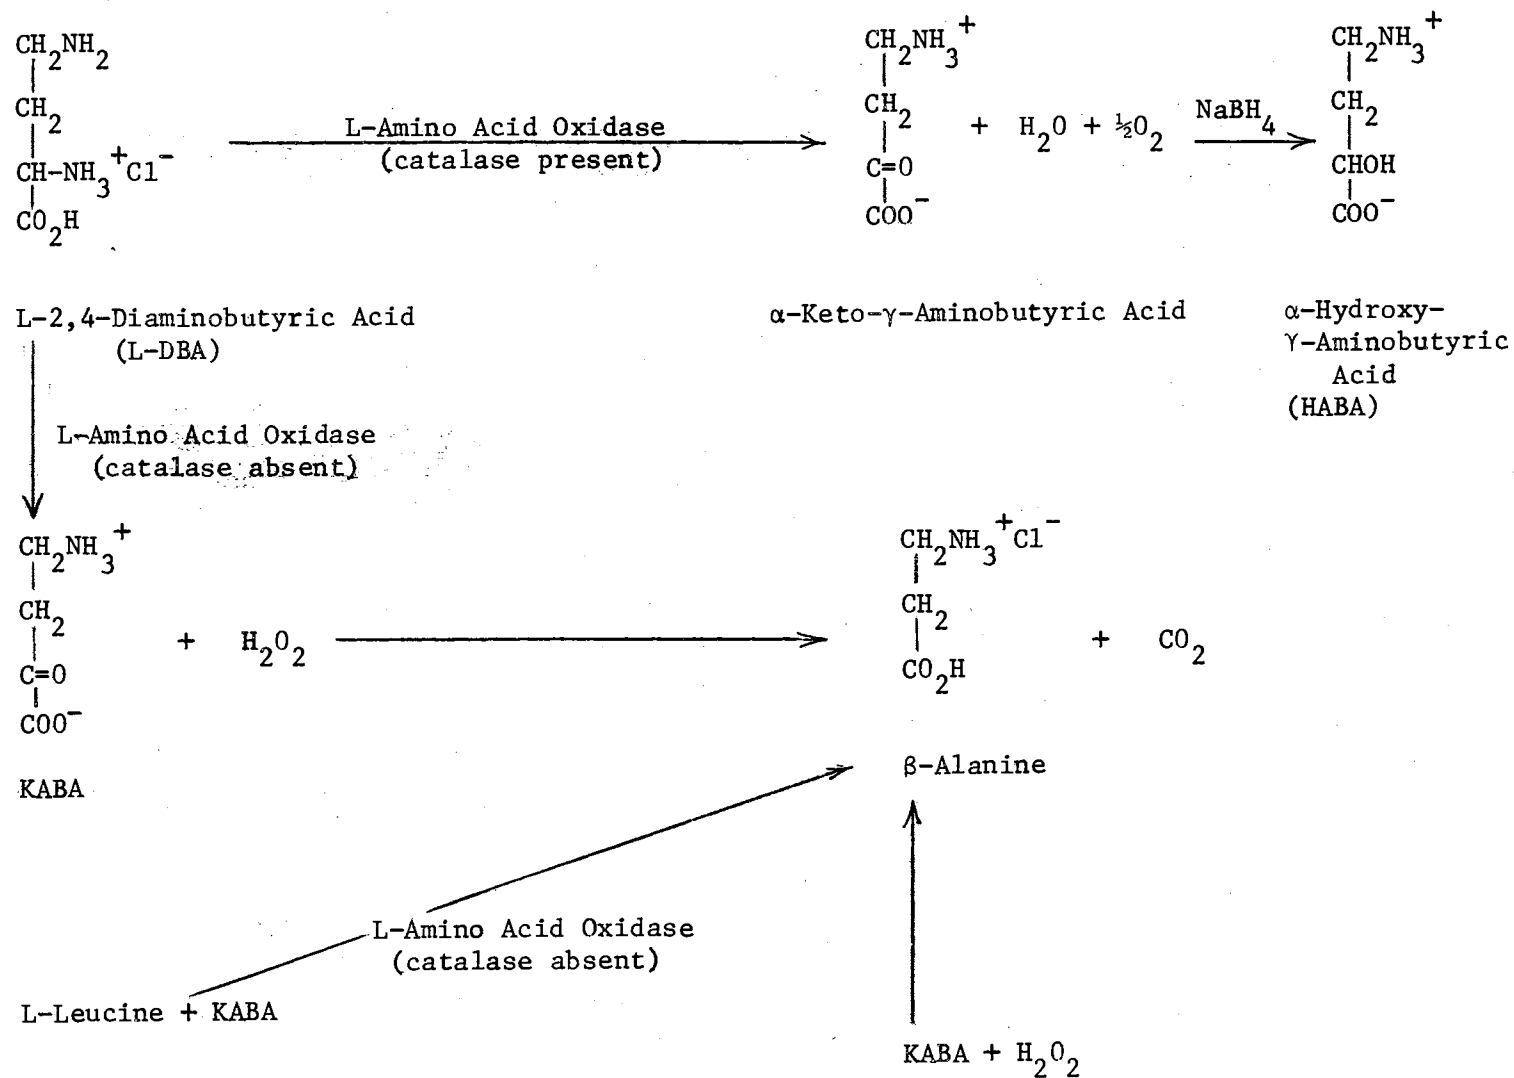 CH2NH2
CH2
CH-NH3+Cl-
CO2H
L-Amino Acid Oxidase
(catalase present)
CH2NH3+
CH2
C=O
COO-
+ H2O + ½O2
NaBH4
CH2NH3+
CH2
CHOH
COO-
L-2,4-Diaminobutyric Acid
(L-DBA)
α-Keto-γ-Aminobutyric Acid
α-Hydroxy-
γ-Aminobutyric
Acid
(HABA)
L-Amino Acid Oxidase
(catalase absent)
CH2NH3+
CH2
C=O
COO-
+ H2O2
CH2NH3+Cl-
CH2
CO2H
+ CO2
KABA
β-Alanine
L-Amino Acid Oxidase
(catalase absent)
L-Leucine + KABA
KABA + H2O2